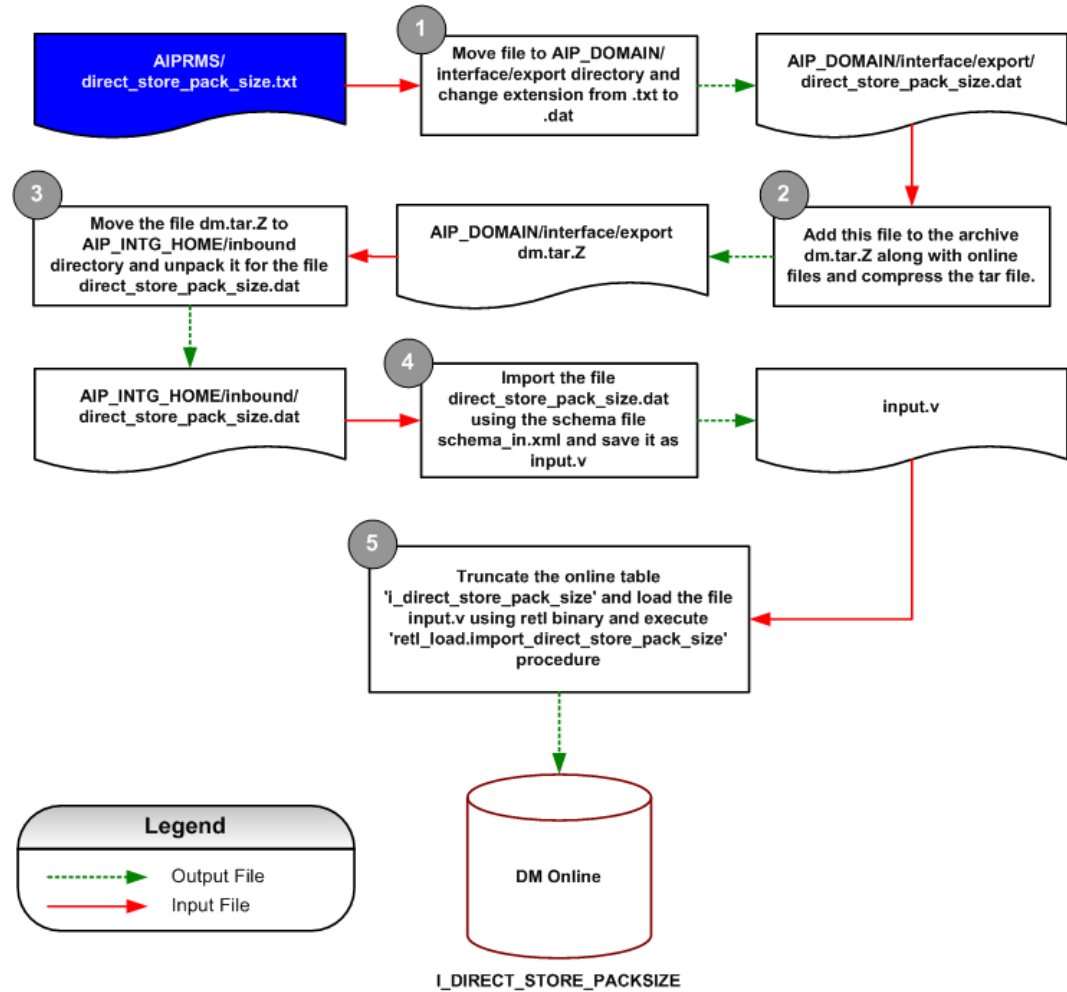 AIPRMS/
direct_store_pack_size.txt
1
Move file to AIP_DOMAIN/
interface/export directory and
change extension from .txt to
.dat
AIP_DOMAIN/interface/export/
direct_store_pack_size.dat
3
Move the file dm.tar.Z to
AIP_INTG_HOME/inbound
directory and unpack it for the file
direct_store_pack_size.dat
AIP_DOMAIN/interface/export
dm.tar.Z
2
Add this file to the archive
dm.tar.Z along with online
files and compress the tar file.
AIP_INTG_HOME/inbound/
direct_store_pack_size.dat
4
Import the file
direct_store_pack_size.dat
using the schema file
schema_in.xml and save it as
input.v
input.v
5
Truncate the online table
'i_direct_store_pack_size' and load the file
input.v using retl binary and execute
'retl_load.import_direct_store_pack_size'
procedure
Legend
Output File
Input File
DM Online
I_DIRECT_STORE_PACKSIZE